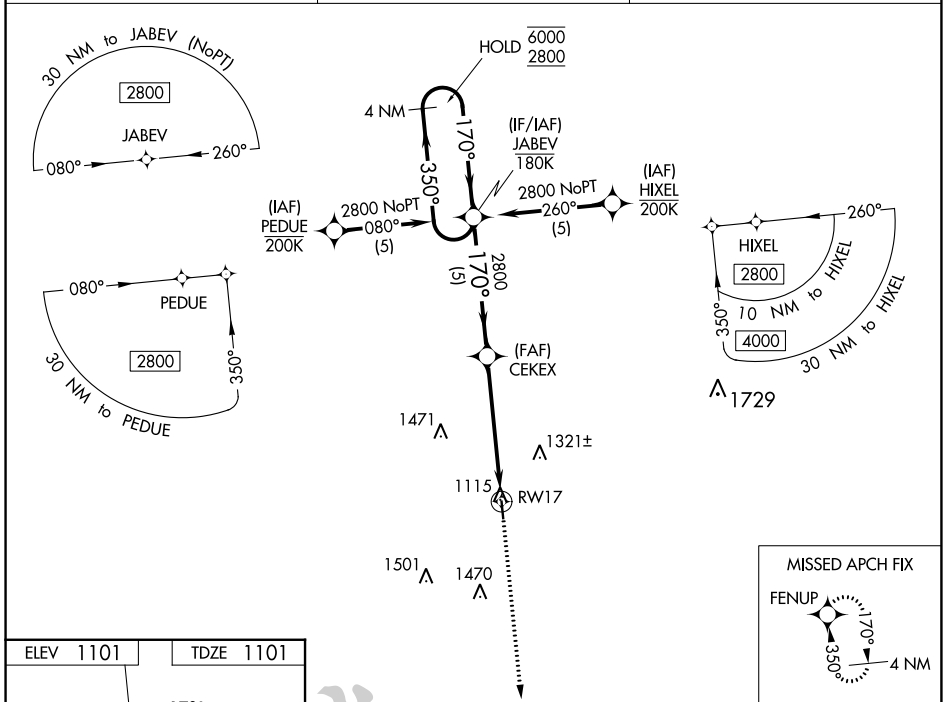 30 NM to JABEV (NoPT)
2800
JABEV
080°
260°
HOLD 6000
2800
4 NM
170°
350°
(IF/IAF)
JABEV
180K
(IAF)
PEDUE
200K
2800 NoPT
080°
(5)
2800 NoPT
260°
(5)
(IAF)
HIXEL
200K
260°
HIXEL
2800
10 NM to HIXEL
4000
30 NM to HIXEL
350°
080°
PEDUE
2800
350°
30 NM to PEDUE
2800
170°
(5)
(FAF)
CEKEX
1729
1471
1321±
1115
RW17
1501
1470
MISSED APCH FIX
FENUP
170°
350°
4 NM
ELEV 1101
TDZE 1101